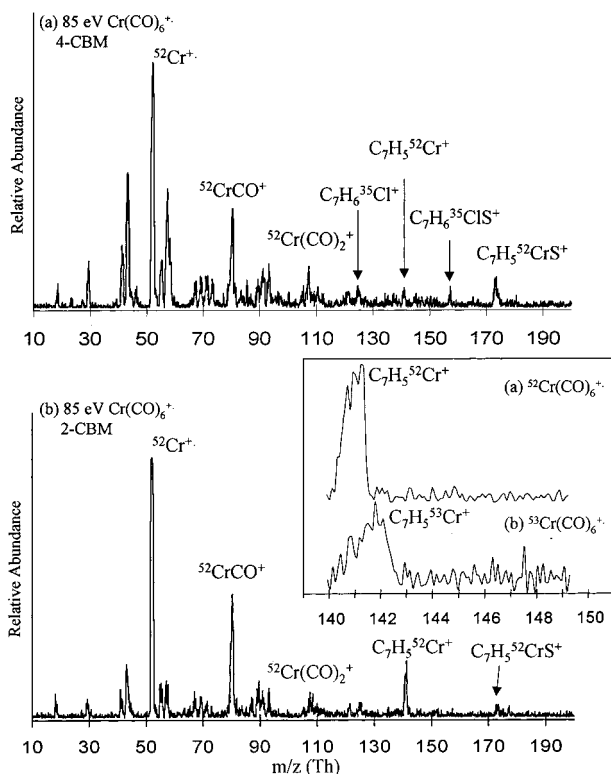 (a) 85 eV Cr(CO)₆⁺·
4-CBM
⁵²Cr⁺·
C₇H₅⁵²Cr⁺
⁵²CrCO⁺
C₇H₆³⁵Cl⁺
C₇H₆³⁵ClS⁺
⁵²Cr(CO)₂⁺
C₇H₅⁵²CrS⁺
Relative Abundance
10 30 50 70 90 110 130 150 170 190
C₇H₅⁵²Cr⁺
(a) ⁵²Cr(CO)₆⁺·
C₇H₅⁵³Cr⁺
(b) ⁵³Cr(CO)₆⁺·
140 142 144 146 148 150
(b) 85 eV Cr(CO)₆⁺·
2-CBM
⁵²Cr⁺·
⁵²CrCO⁺
⁵²Cr(CO)₂⁺
C₇H₅⁵²Cr⁺
C₇H₅⁵²CrS⁺
Relative Abundance
10 30 50 70 90 110 130 150 170 190
m/z (Th)